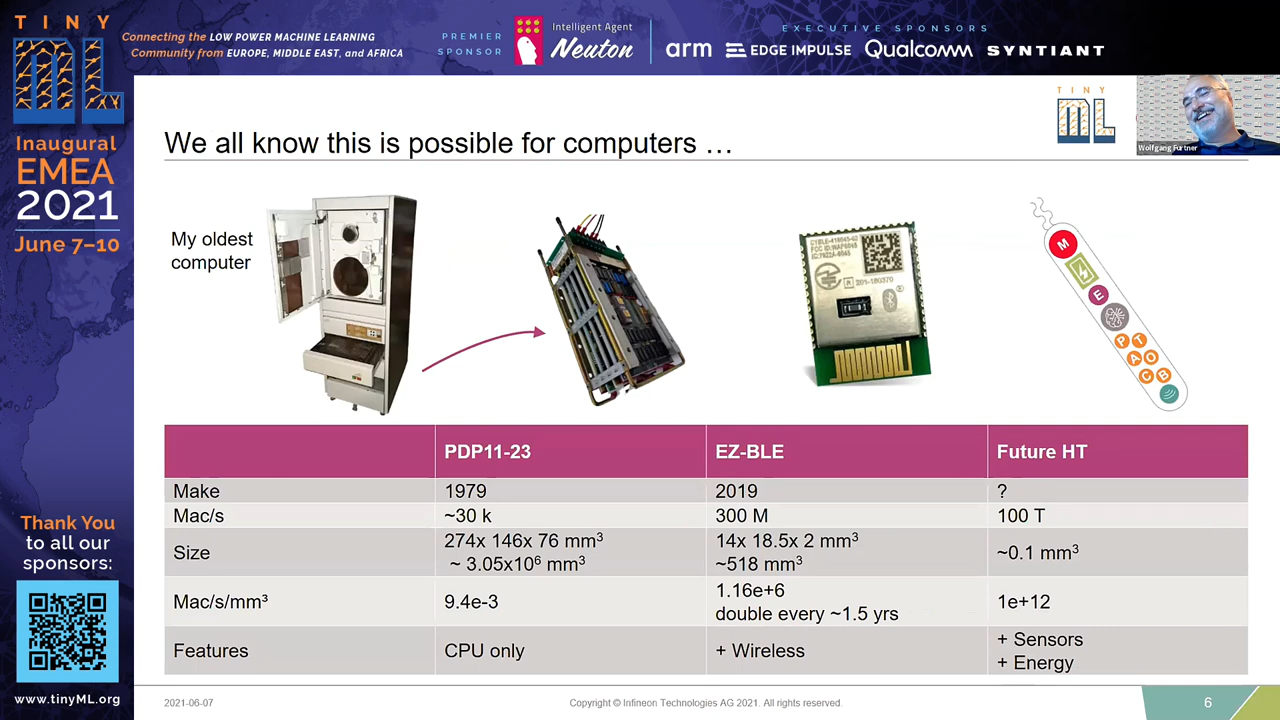 TINY
ML
Connecting the LOW POWER MACHINE LEARNING
Community from EUROPE, MIDDLE EAST, and AFRICA
PREMIER
SPONSOR
Intelligent Agent
Neuton
EXECUTIVE SPONSORS
arm
EDGE IMPULSE
Qualcomm
SYNTIANT
Inaugural
EMEA
2021
June 7–10
Thank You
to all our
sponsors:
www.tinyML.org
TINY
ML
Wolfgang Furtner
We all know this is possible for computers …
My oldest
computer
M
E
P T
A O
C B
PDP11-23
EZ-BLE
Future HT
Make
1979
2019
?
Mac/s
~30 k
300 M
100 T
Size
274x 146x 76 mm³
~ 3.05x10⁶ mm³
14x 18.5x 2 mm³
~518 mm³
~0.1 mm³
Mac/s/mm³
9.4e-3
1.16e+6
double every ~1.5 yrs
1e+12
Features
CPU only
+ Wireless
+ Sensors
+ Energy
2021-06-07
Copyright © Infineon Technologies AG 2021. All rights reserved.
6